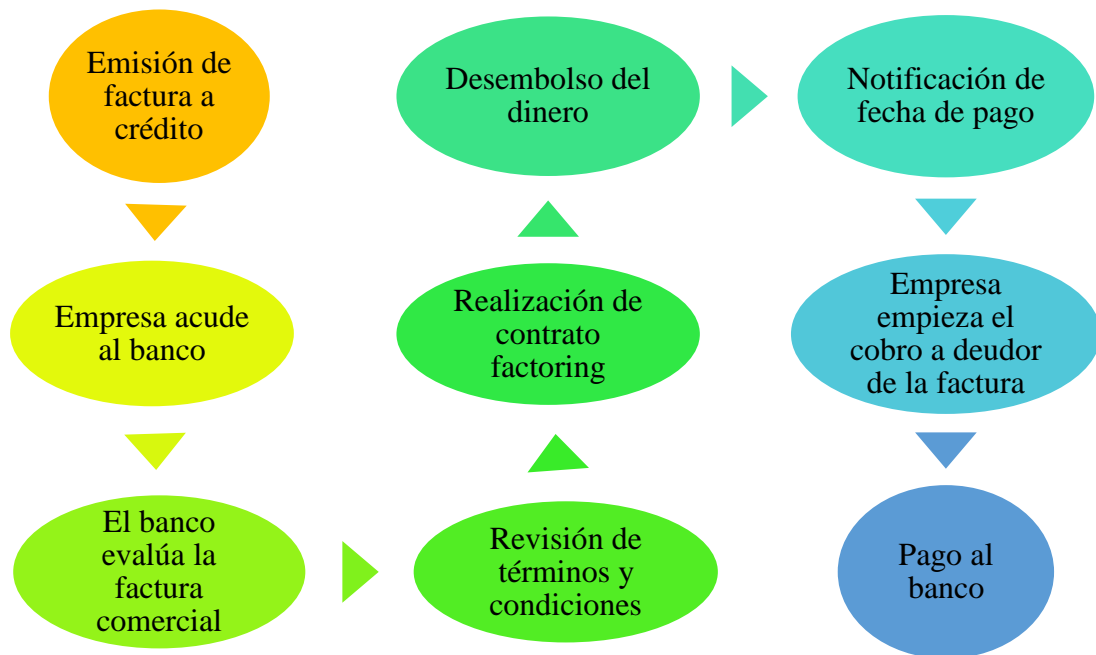 Emisión de
factura a
crédito
Empresa acude
al banco
El banco
evalúa la
factura
comercial
Revisión de
términos y
condiciones
Realización de
contrato
factoring
Desembolso del
dinero
Notificación de
fecha de pago
Empresa
empieza el
cobro a deudor
de la factura
Pago al
banco